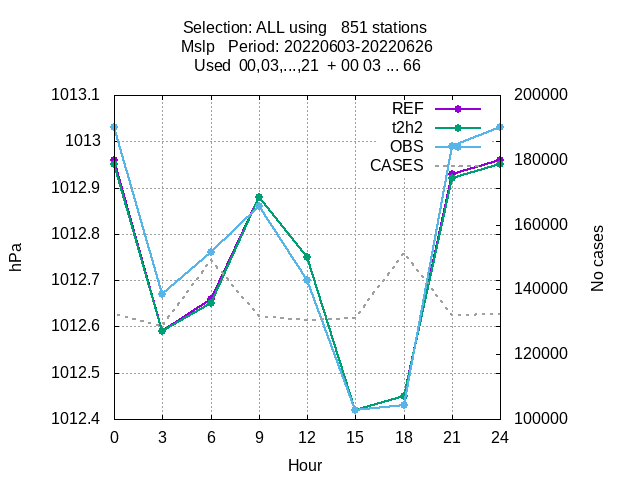 Selection: ALL using   851 stations
Mslp   Period: 20220603-20220626
Used  00,03,...,21  + 00 03 ... 66
1013.1
1013
1012.9
1012.8
1012.7
1012.6
1012.5
1012.4
hPa
REF
t2h2
OBS
CASES
200000
180000
160000
140000
120000
100000
No cases
0 3 6 9 12 15 18 21 24
Hour